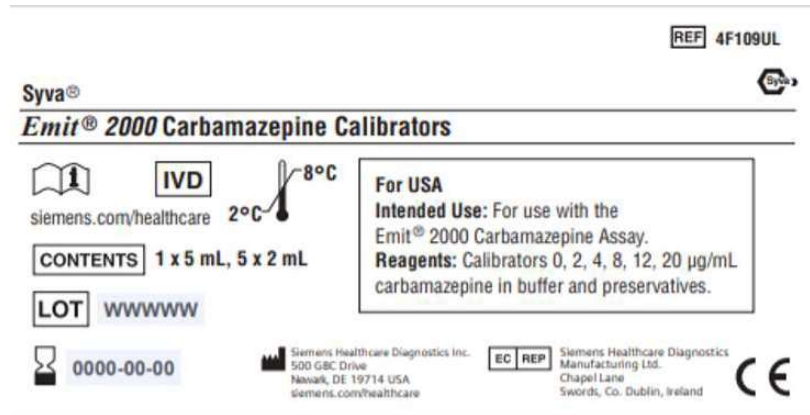 REF 4F109UL
Syva
Syva®
Emit® 2000 Carbamazepine Calibrators
IVD
8°C
2°C
siemens.com/healthcare
CONTENTS 1 x 5 mL, 5 x 2 mL
LOT WWWWW
0000-00-00
For USA
Intended Use: For use with the
Emit® 2000 Carbamazepine Assay.
Reagents: Calibrators 0, 2, 4, 8, 12, 20 µg/mL
carbamazepine in buffer and preservatives.
Siemens Healthcare Diagnostics Inc.
500 GBC Drive
Newark, DE 19714 USA
siemens.com/healthcare
EC REP
Siemens Healthcare Diagnostics
Manufacturing Ltd.
Chapel Lane
Swords, Co. Dublin, Ireland
CE